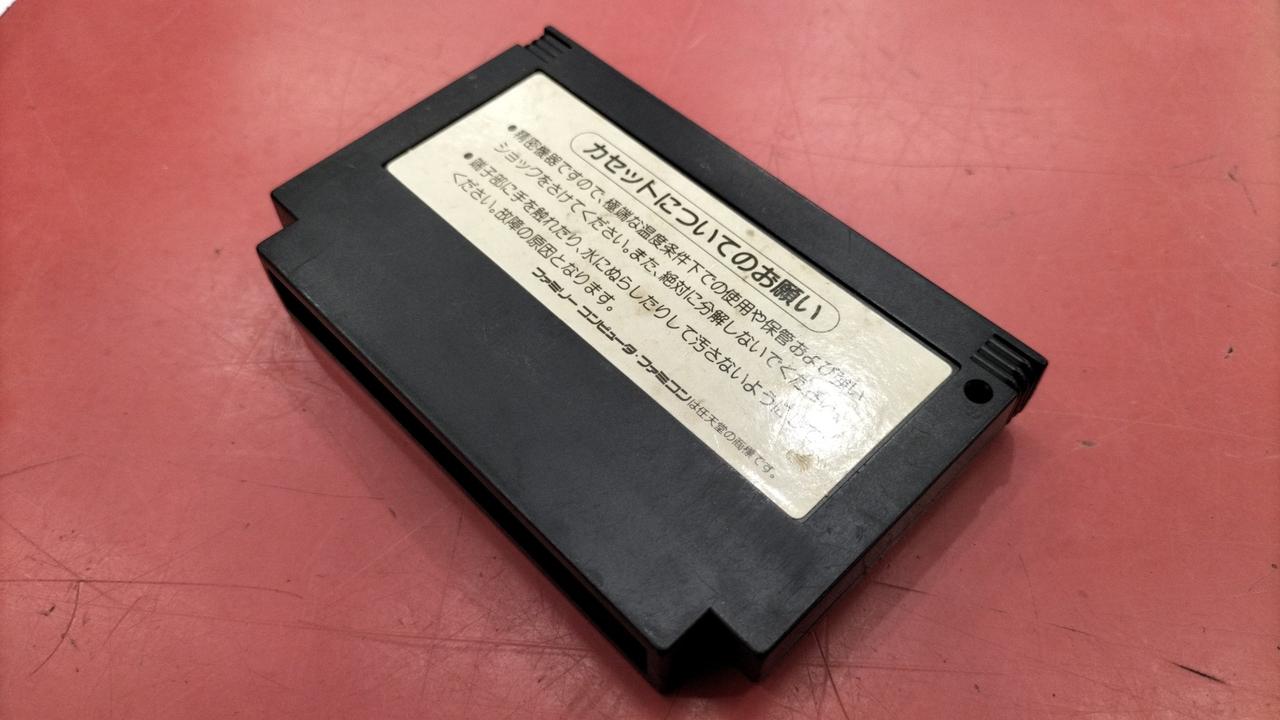 カセットについてのお願い
●精密機器ですので、極端な温度条件下での使用や保管および強い
ショックをさけてください。また、絶対に分解しないでください。
●端子部に手を触れたり、水にぬらしたりして汚さないようにして
ください。故障の原因となります。
ファミリーコンピュータ・ファミコンは任天堂の商標です。